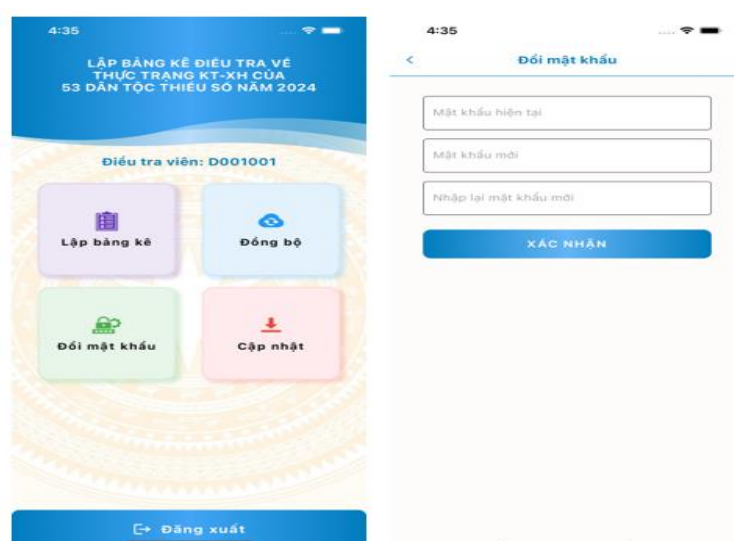 4:35
LẬP BẢNG KÊ ĐIỀU TRA VỀ
THỰC TRẠNG KT-XH CỦA
53 DÂN TỘC THIỂU SỐ NĂM 2024
Điều tra viên: D001001
Lập bảng kê
Đồng bộ
Đổi mật khẩu
Cập nhật
Đăng xuất
4:35
Đổi mật khẩu
Mật khẩu hiện tại
Mật khẩu mới
Nhập lại mật khẩu mới
XÁC NHẬN